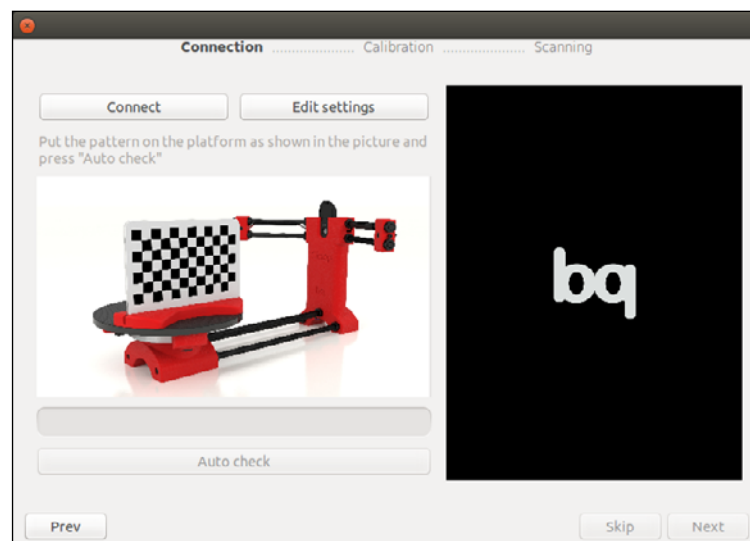 Connection ..................... Calibration ..................... Scanning
Connect
Edit settings
Put the pattern on the platform as shown in the picture and
press "Auto check"
bq
Auto check
Prev
Skip
Next